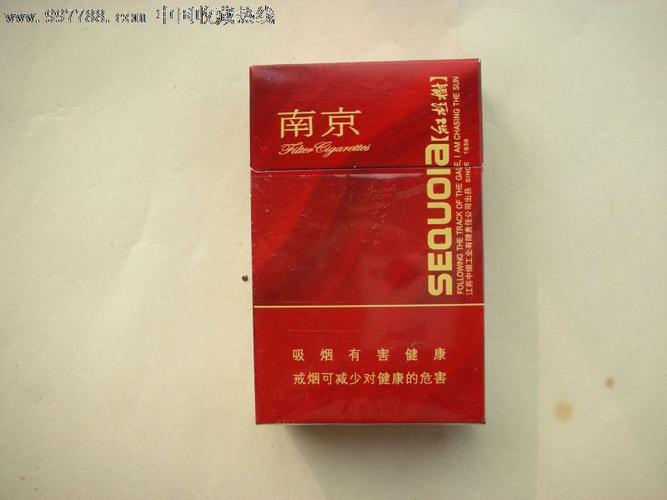 www.997788.com 中国收藏热线
南京
Filter Cigarettes
SEQUOIA【红杉树】
FOLLOWING THE TRACK OF THE GALE, I AM CHASING THE SUN
江苏中烟工业有限责任公司出品 SINCE 1939
吸烟有害健康
戒烟可减少对健康的危害